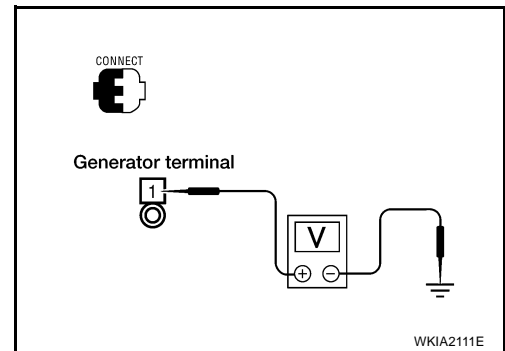 CONNECT
Generator terminal
1
V
+ −
WKIA2111E